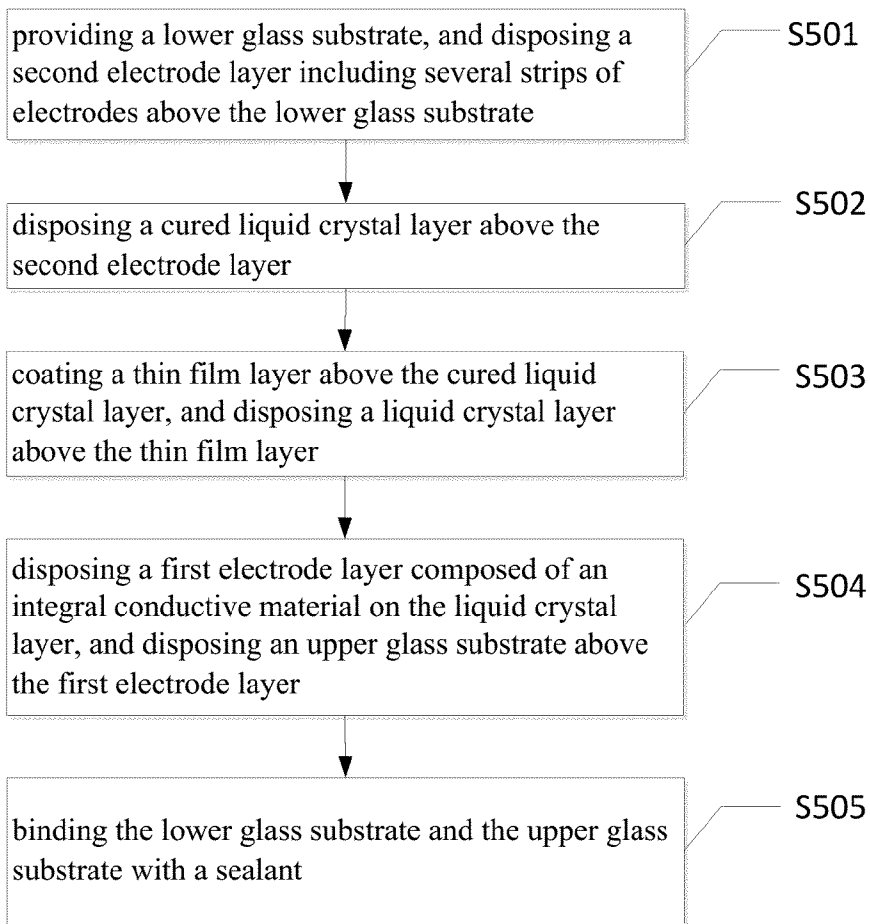 providing a lower glass substrate, and disposing a
second electrode layer including several strips of
electrodes above the lower glass substrate
S501
disposing a cured liquid crystal layer above the
second electrode layer
S502
coating a thin film layer above the cured liquid
crystal layer, and disposing a liquid crystal layer
above the thin film layer
S503
disposing a first electrode layer composed of an
integral conductive material on the liquid crystal
layer, and disposing an upper glass substrate above
the first electrode layer
S504
binding the lower glass substrate and the upper glass
substrate with a sealant
S505